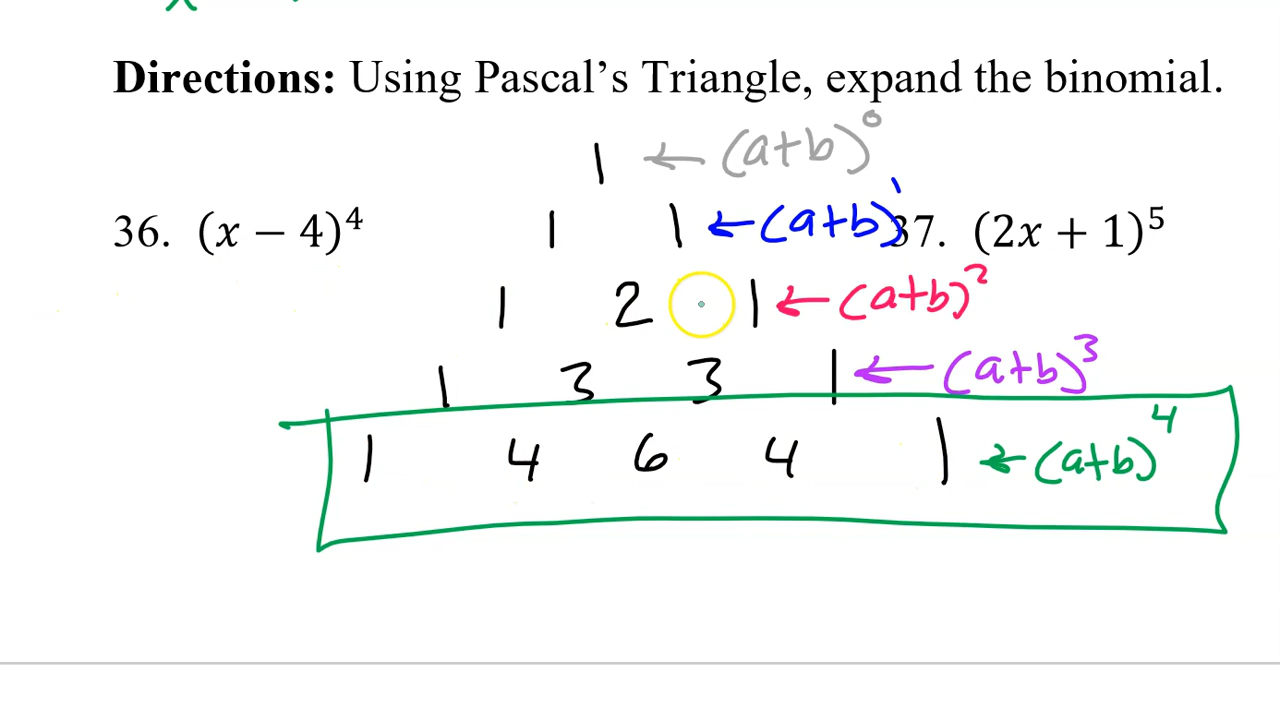 Directions: Using Pascal's Triangle, expand the binomial.
1 ← (a+b)⁰
36. (x − 4)⁴ 1 1 ← (a+b)¹ 37. (2x + 1)⁵
1 2 1 ← (a+b)²
1 3 3 1 ← (a+b)³
1 4 6 4 1 ← (a+b)⁴